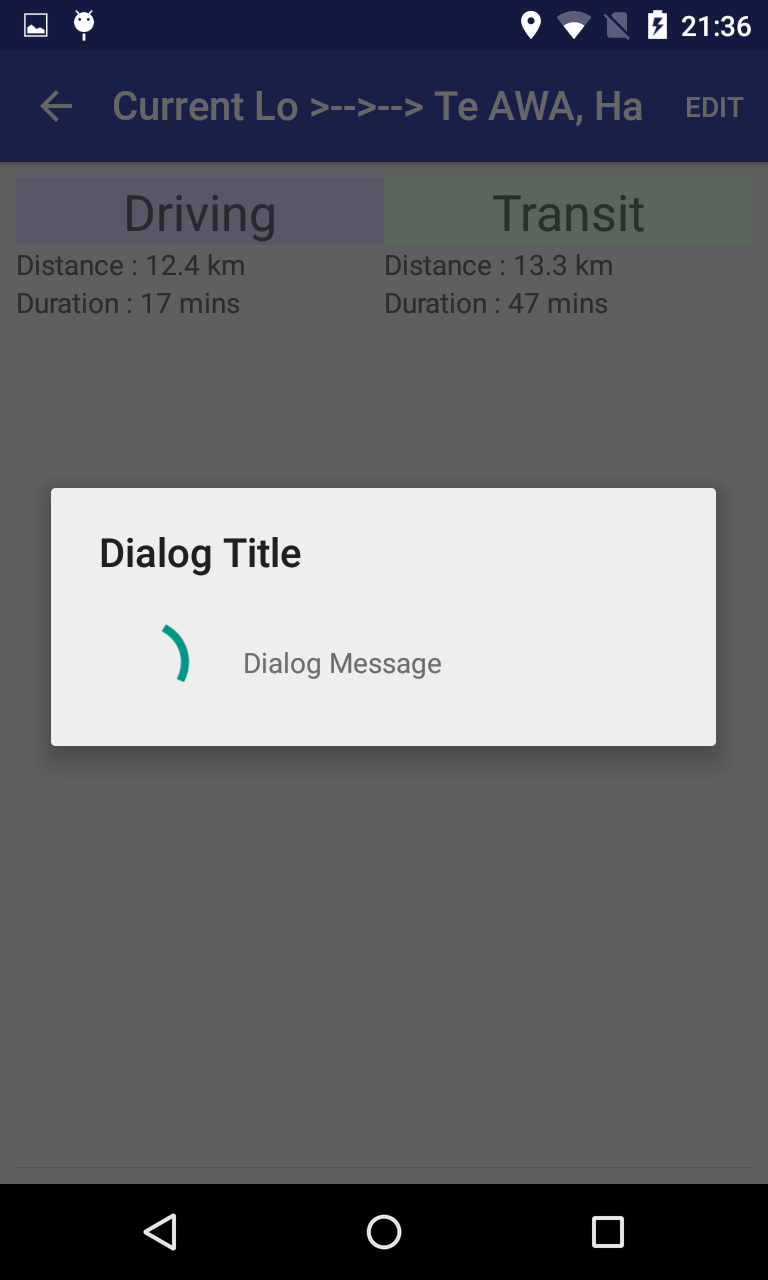 21:36
Current Lo >-->--> Te AWA, Ha EDIT
Driving Transit
Distance : 12.4 km Distance : 13.3 km
Duration : 17 mins Duration : 47 mins
Dialog Title
Dialog Message